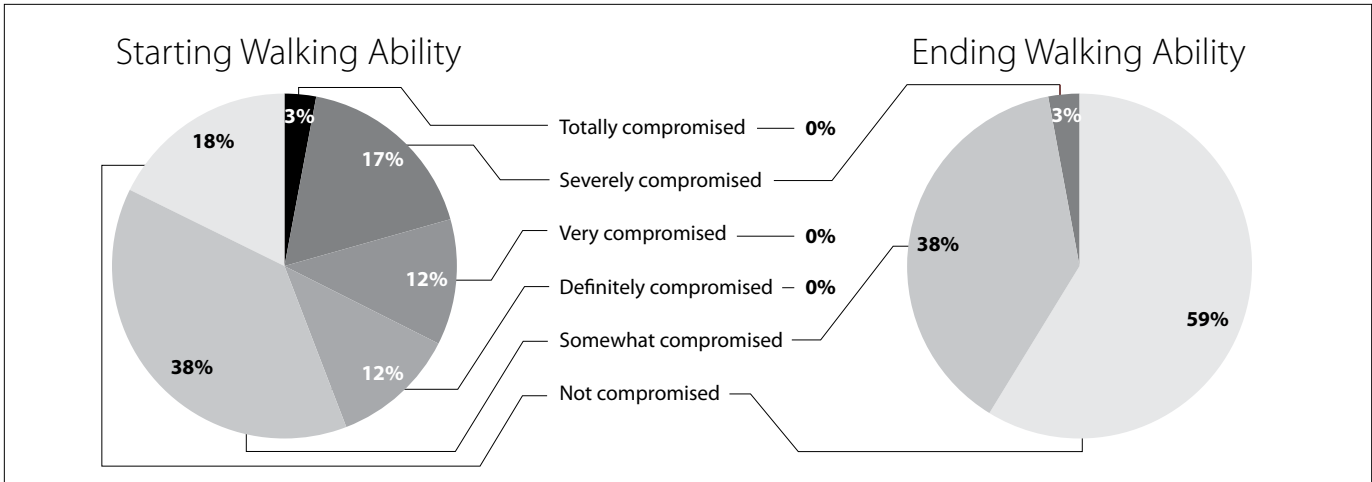 Starting Walking Ability
Ending Walking Ability
3%
17%
12%
12%
38%
18%
Totally compromised 0%
Severely compromised
Very compromised 0%
Definitely compromised 0%
Somewhat compromised
Not compromised
3%
38%
59%